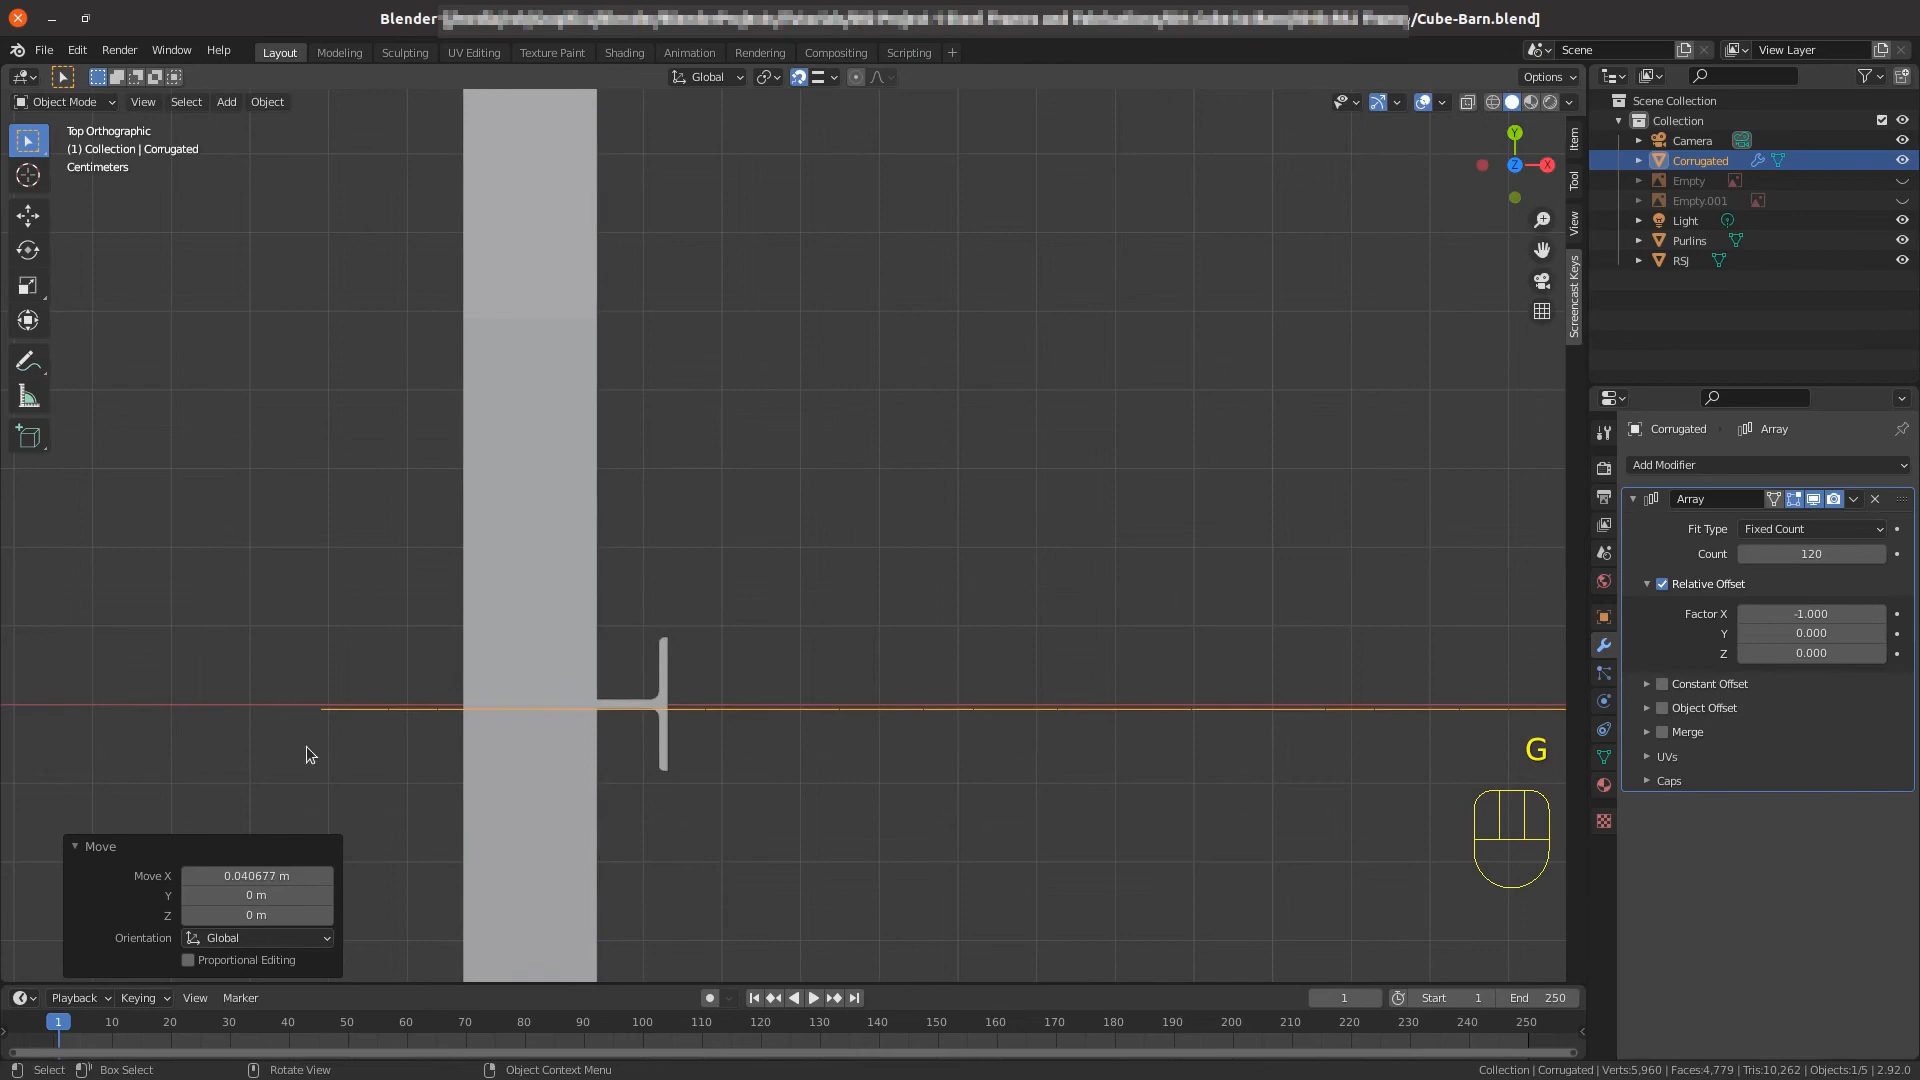 Blender
/Cube-Barn.blend]
File Edit Render Window Help
Layout Modeling Sculpting UV Editing Texture Paint Shading Animation Rendering Compositing Scripting +
Scene
View Layer
Global
Options
Object Mode View Select Add Object
Top Orthographic
(1) Collection | Corrugated
Centimeters
Y
Z
X
Item
Tool
View
Screencast Keys
Scene Collection
Collection
Camera
Corrugated
Empty
Empty.001
Light
Purlins
RSJ
Corrugated Array
Add Modifier
Array
Fit Type Fixed Count
Count 120
Relative Offset
Factor X -1.000
Y 0.000
Z 0.000
Constant Offset
Object Offset
Merge
UVs
Caps
G
Move
Move X 0.040677 m
Y 0 m
Z 0 m
Orientation Global
Proportional Editing
Playback Keying View Marker
1 Start 1 End 250
1 10 20 30 40 50 60 70 80 90 100 110 120 130 140 150 160 170 180 190 200 210 220 230 240 250
Select Box Select Rotate View Object Context Menu
Collection | Corrugated | Verts:5,960 | Faces:4,779 | Tris:10,262 | Objects:1/5 | 2.92.0